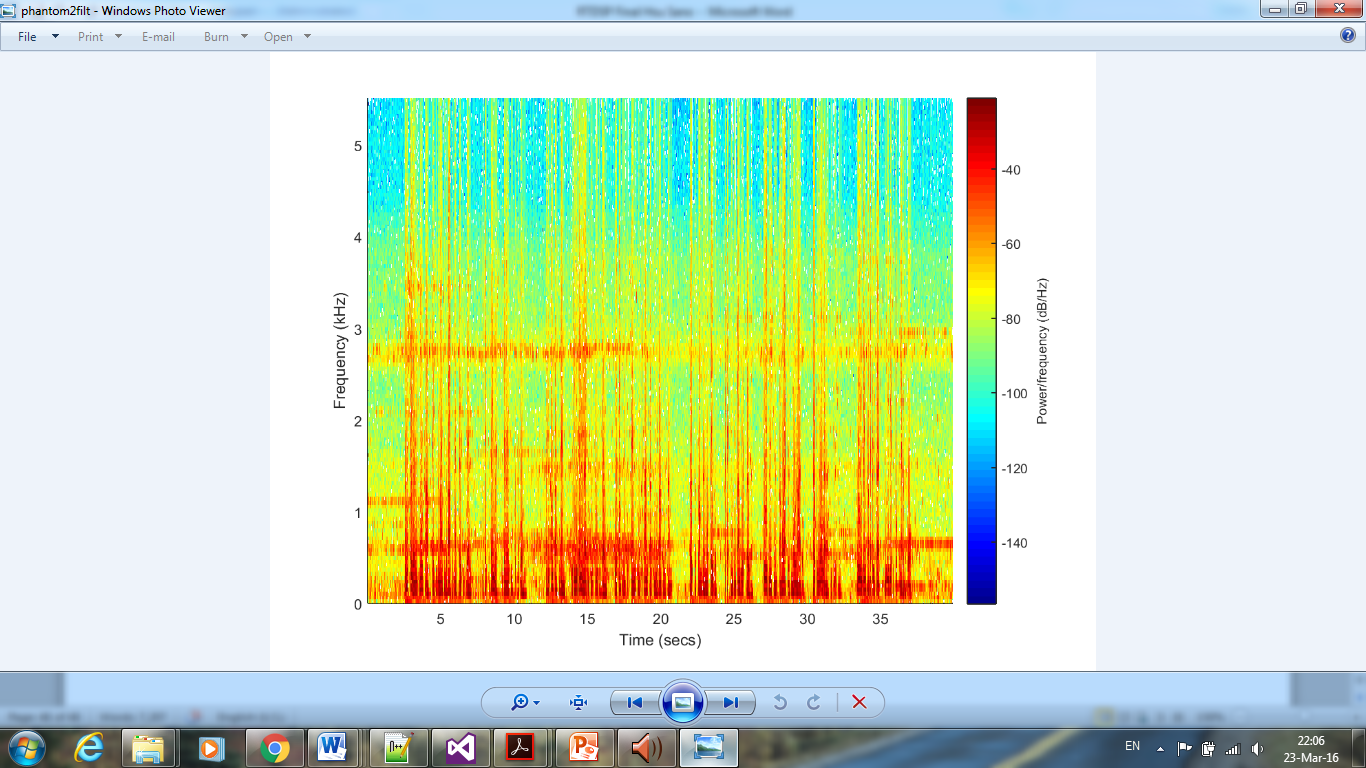 phantom2filt - Windows Photo Viewer
File Print E-mail Burn Open
5
4
3
2
1
0
Frequency (kHz)
5 10 15 20 25 30 35
Time (secs)
-40
-60
-80
-100
-120
-140
Power/frequency (dB/Hz)
EN
22:06
23-Mar-16